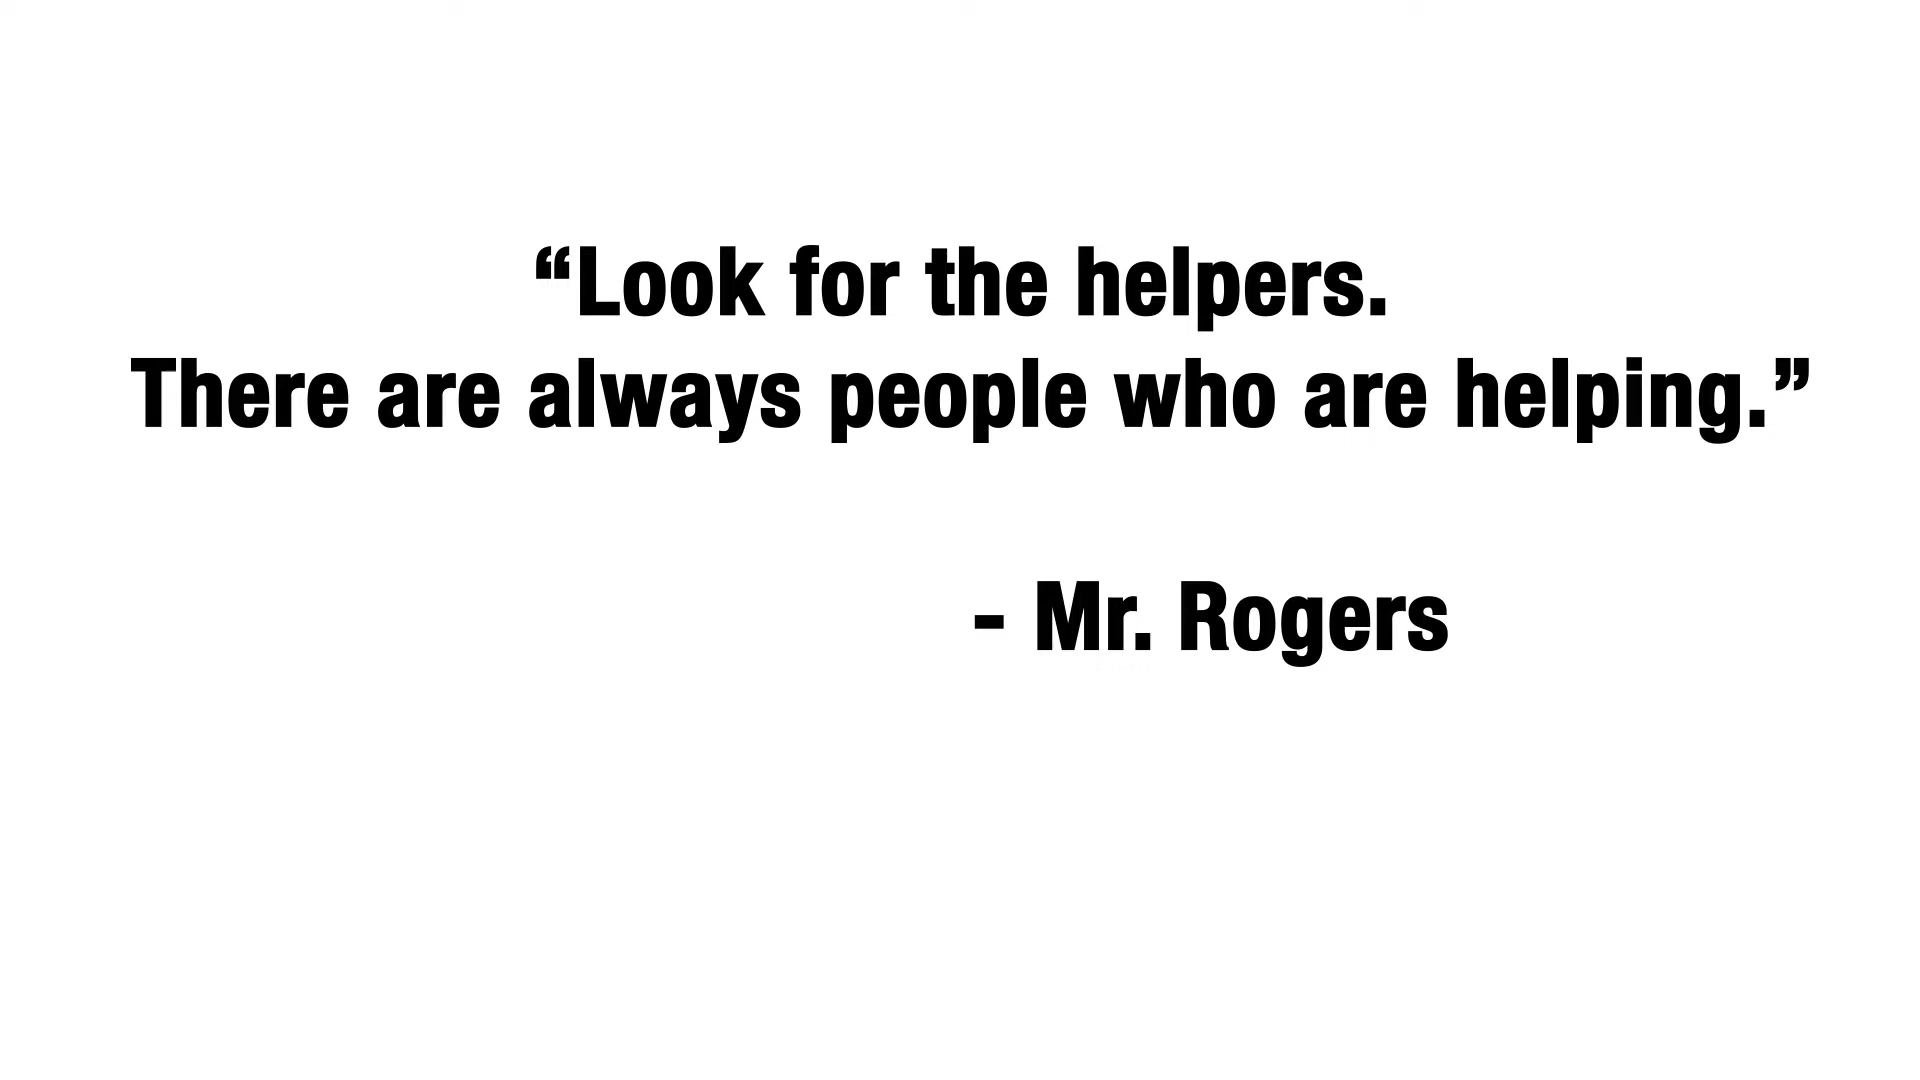 “Look for the helpers.
There are always people who are helping.”
- Mr. Rogers